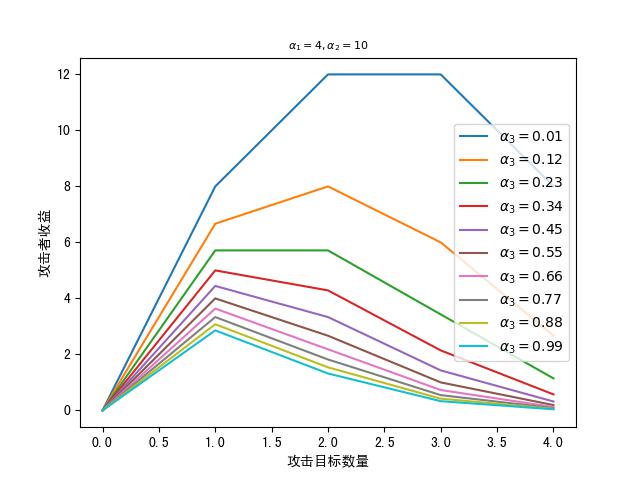 α₁ = 4, α₂ = 10
12
10
8
6
4
2
0
攻击者收益
α₃ = 0.01
α₃ = 0.12
α₃ = 0.23
α₃ = 0.34
α₃ = 0.45
α₃ = 0.55
α₃ = 0.66
α₃ = 0.77
α₃ = 0.88
α₃ = 0.99
0.0 0.5 1.0 1.5 2.0 2.5 3.0 3.5 4.0
攻击目标数量